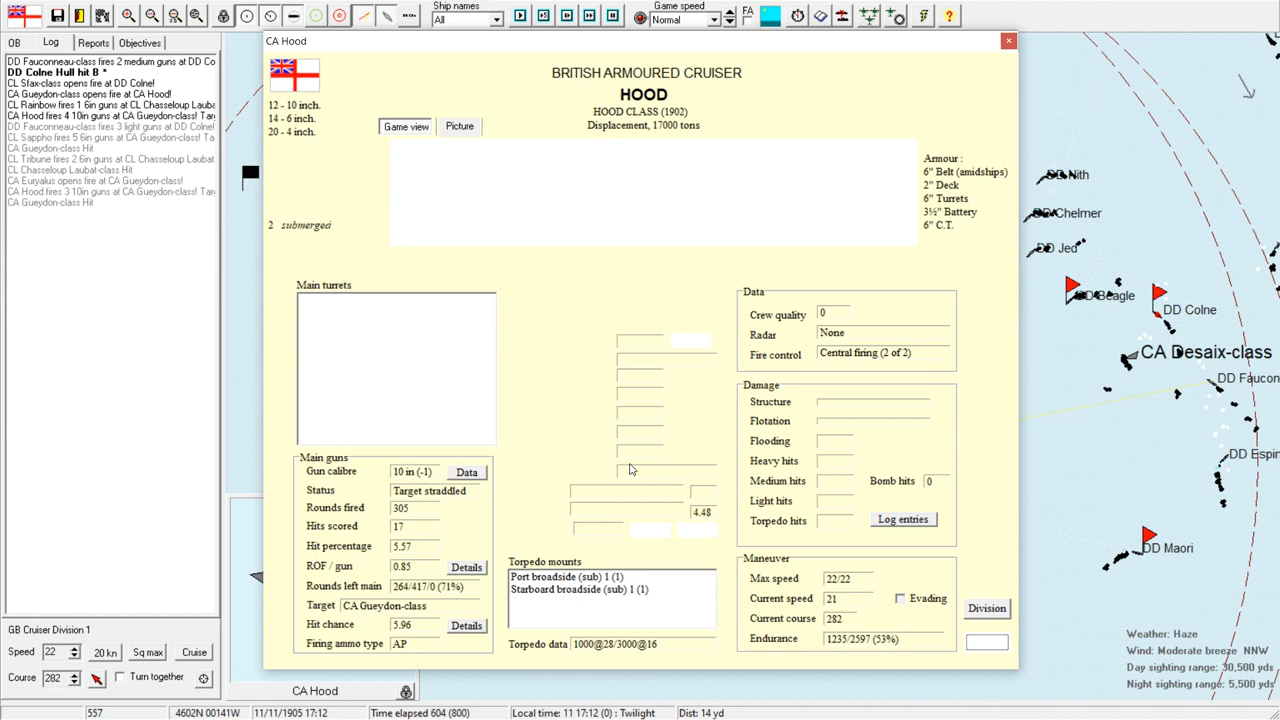 Ship names
All
Game speed
Normal
FA
OB
Log
Reports
Objectives
DD Fauconneau-class fires 2 medium guns at DD Co
DD Colne Hull hit B *
CL Sfax-class opens fire at DD Colne!
CA Gueydon-class opens fire at CA Hood!
CL Rainbow fires 1 6in guns at CL Chasseloup Lauba
CA Hood fires 4 10in guns at CA Gueydon-class! Tar
DD Fauconneau-class fires 3 light guns at DD Colne!
CL Sappho fires 5 6in guns at CA Gueydon-class! Ta
CA Gueydon-class Hit
CL Tribune fires 2 6in guns at CL Chasseloup Laubat
CL Chasseloup Laubat-class Hit
CA Euryalus opens fire at CA Gueydon-class!
CA Hood fires 3 10in guns at CA Gueydon-class! Targ
CA Gueydon-class Hit
GB Cruiser Division 1
Speed 22 20 kn Sq max Cruise
Course 282 Turn together
CA Hood
BRITISH ARMOURED CRUISER
HOOD
HOOD CLASS (1902)
Displacement, 17000 tons
12 - 10 inch.
14 - 6 inch.
20 - 4 inch.
Game view
Picture
2 submerged
Armour :
6" Belt (amidships)
2" Deck
6" Turrets
3½" Battery
6" C.T.
Main turrets
4.48
Main guns
Gun calibre 10 in (-1) Data
Status Target straddled
Rounds fired 305
Hits scored 17
Hit percentage 5.57
ROF / gun 0.85 Details
Rounds left main 264/417/0 (71%)
Target CA Gueydon-class
Hit chance 5.96 Details
Firing ammo type AP
Torpedo mounts
Port broadside (sub) 1 (1)
Starboard broadside (sub) 1 (1)
Torpedo data 1000@28/3000@16
Data
Crew quality 0
Radar None
Fire control Central firing (2 of 2)
Damage
Structure
Flotation
Flooding
Heavy hits
Medium hits Bomb hits 0
Light hits
Torpedo hits Log entries
Maneuver
Max speed 22/22
Current speed 21 Evading
Current course 282
Endurance 1235/2597 (53%)
Division
DD Nith
DD Chelmer
DD Jed
DD Beagle
DD Colne
CA Desaix-class
DD Faucon
DD Espin
DD Maori
Weather: Haze
Wind: Moderate breeze NNW
Day sighting range: 30,500 yds
Night sighting range: 5,500 yds
CA Hood
557
4602N 00141W
11/11/1905 17:12
Time elapsed 604 (800)
Local time: 11 17:12 (0) : Twilight
Dist: 14 yd